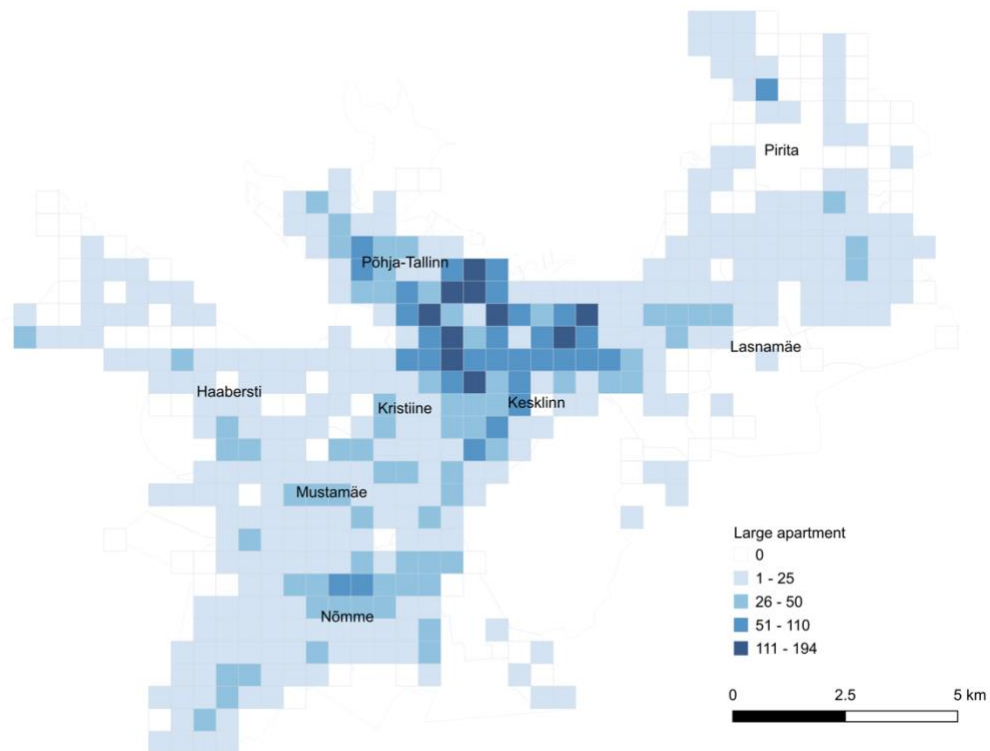 Pirita
Põhja-Tallinn
Lasnamäe
Haabersti
Kristiine
Kesklinn
Mustamäe
Nõmme
Large apartment
0
1 - 25
26 - 50
51 - 110
111 - 194
0 2.5 5 km